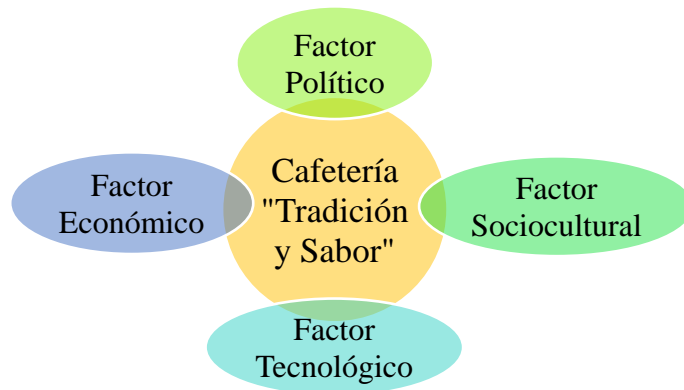 Factor
Político
Cafetería
"Tradición
y Sabor"
Factor
Económico
Factor
Sociocultural
Factor
Tecnológico